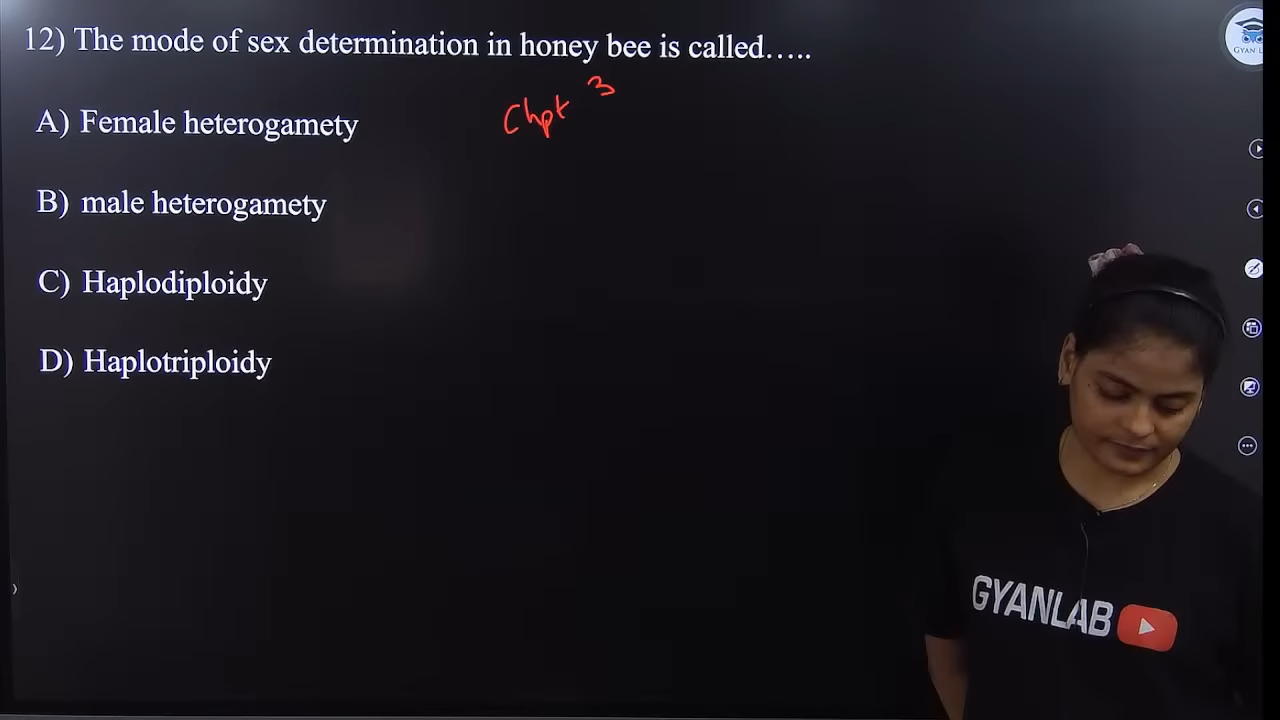 12) The mode of sex determination in honey bee is called…..
Chpt 3
A) Female heterogamety
B) male heterogamety
C) Haplodiploidy
D) Haplotriploidy
GYAN L
GYANLAB